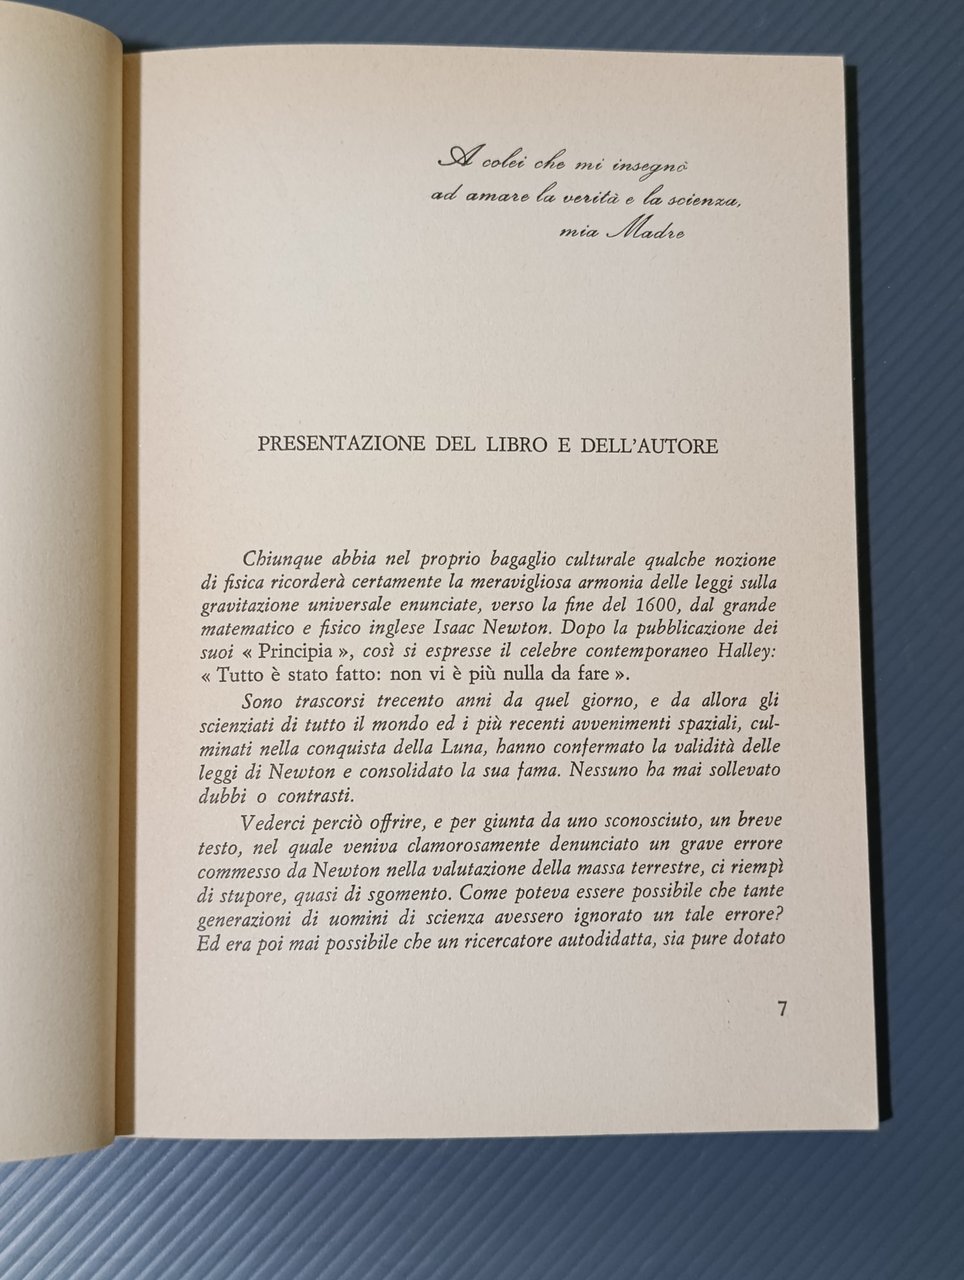 A colei che mi insegnò
ad amare la verità e la scienza,
mia Madre
PRESENTAZIONE DEL LIBRO E DELL'AUTORE
Chiunque abbia nel proprio bagaglio culturale qualche nozione
di fisica ricorderà certamente la meravigliosa armonia delle leggi sulla
gravitazione universale enunciate, verso la fine del 1600, dal grande
matematico e fisico inglese Isaac Newton. Dopo la pubblicazione dei
suoi « Principia », così si espresse il celebre contemporaneo Halley:
« Tutto è stato fatto: non vi è più nulla da fare ».
Sono trascorsi trecento anni da quel giorno, e da allora gli
scienziati di tutto il mondo ed i più recenti avvenimenti spaziali, cul-
minati nella conquista della Luna, hanno confermato la validità delle
leggi di Newton e consolidato la sua fama. Nessuno ha mai sollevato
dubbi o contrasti.
Vederci perciò offrire, e per giunta da uno sconosciuto, un breve
testo, nel quale veniva clamorosamente denunciato un grave errore
commesso da Newton nella valutazione della massa terrestre, ci riempì
di stupore, quasi di sgomento. Come poteva essere possibile che tante
generazioni di uomini di scienza avessero ignorato un tale errore?
Ed era poi mai possibile che un ricercatore autodidatta, sia pure dotato
7